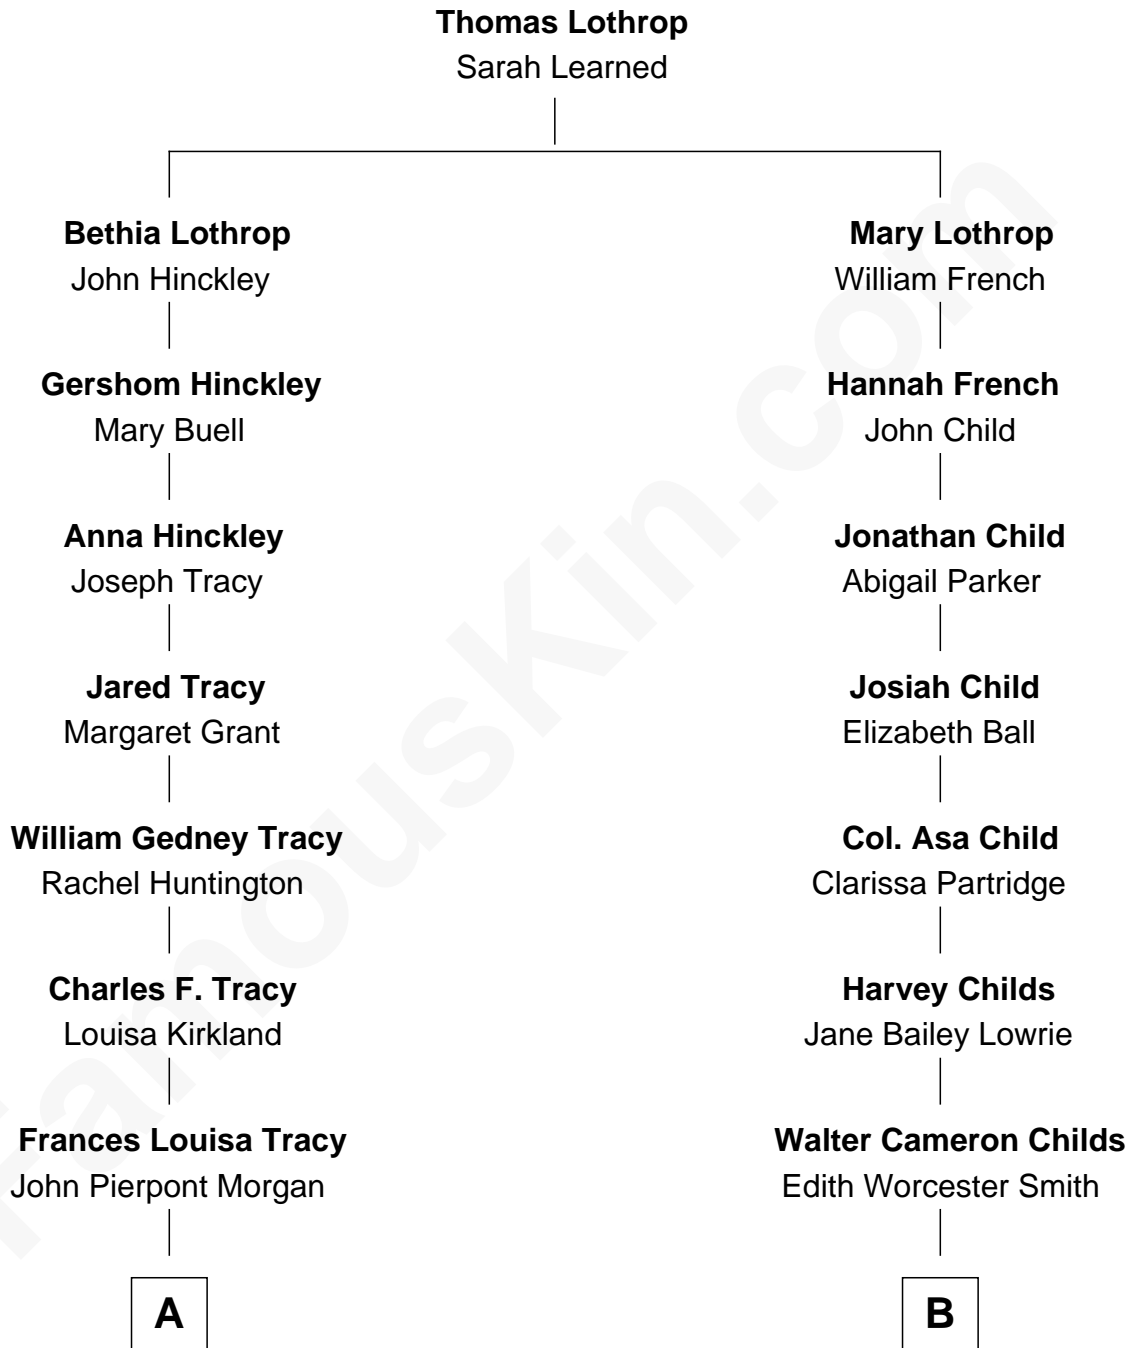 Thomas Lothrop
Sarah Learned
Bethia Lothrop
John Hinckley
Gershom Hinckley
Mary Buell
Anna Hinckley
Joseph Tracy
Jared Tracy
Margaret Grant
William Gedney Tracy
Rachel Huntington
Charles F. Tracy
Louisa Kirkland
Frances Louisa Tracy
John Pierpont Morgan
A
Mary Lothrop
William French
Hannah French
John Child
Jonathan Child
Abigail Parker
Josiah Child
Elizabeth Ball
Col. Asa Child
Clarissa Partridge
Harvey Childs
Jane Bailey Lowrie
Walter Cameron Childs
Edith Worcester Smith
B
FamousKin.com